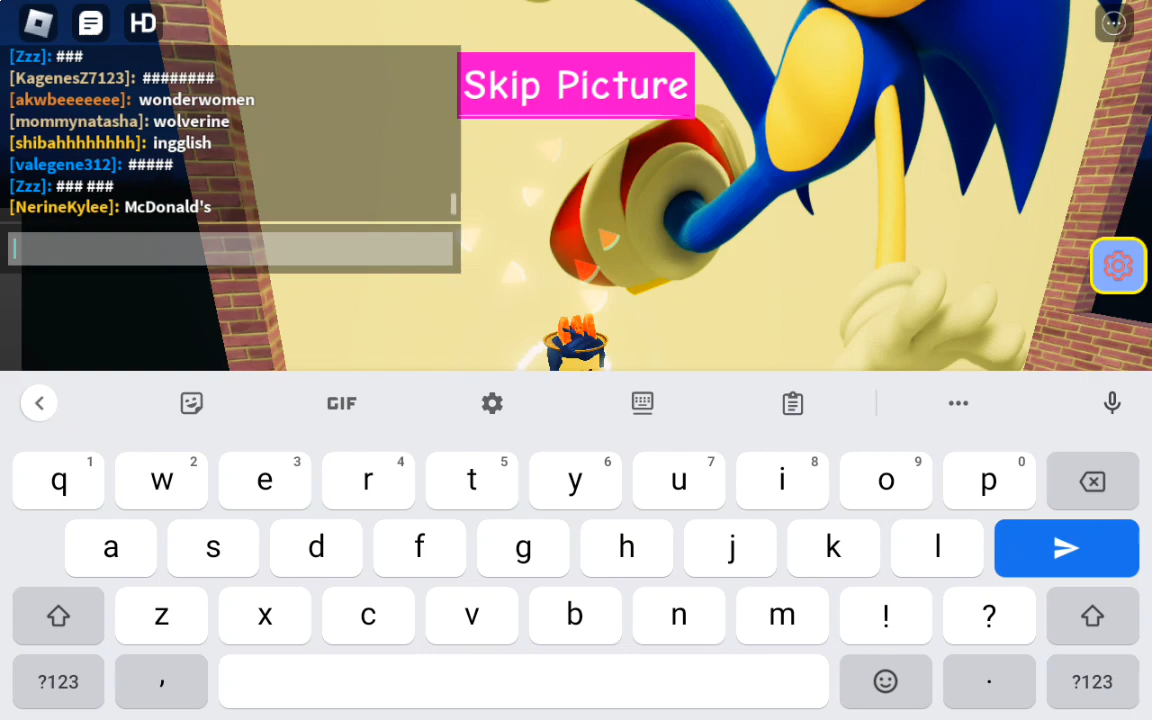 HD
[Zzz]: ###
[KagenesZ7123]: ########
[akwbeeeeeee]: wonderwomen
[mommynatasha]: wolverine
[shibahhhhhhhh]: ingglish
[valegene312]: #####
[Zzz]: ### ###
[NerineKylee]: McDonald's
Skip Picture
GIF
q 1 w 2 e 3 r 4 t 5 y 6 u 7 i 8 o 9 p 0
a s d f g h j k l
z x c v b n m ! ?
?123 , . ?123